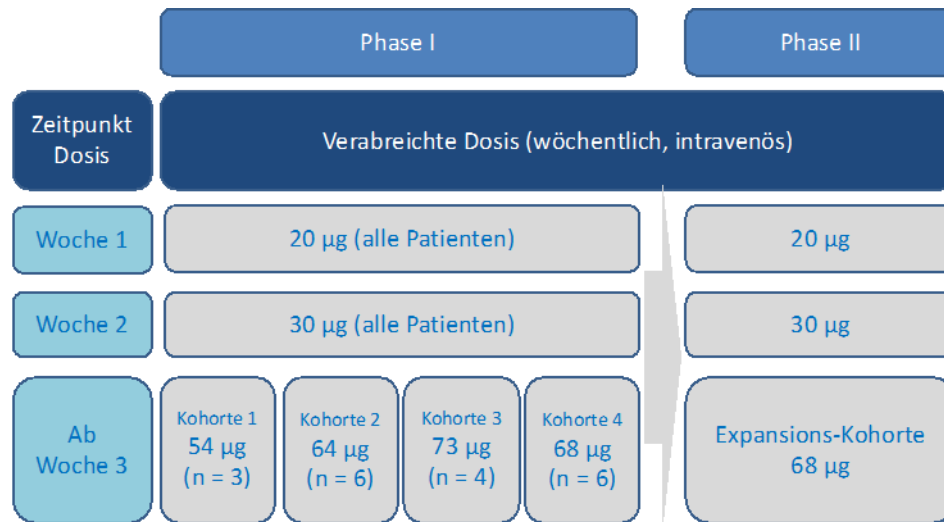 Phase I
Phase II
Zeitpunkt
Dosis
Verabreichte Dosis (wöchentlich, intravenös)
Woche 1
20 µg (alle Patienten)
20 µg
Woche 2
30 µg (alle Patienten)
30 µg
Ab
Woche 3
Kohorte 1
54 µg
(n = 3)
Kohorte 2
64 µg
(n = 6)
Kohorte 3
73 µg
(n = 4)
Kohorte 4
68 µg
(n = 6)
Expansions-Kohorte
68 µg